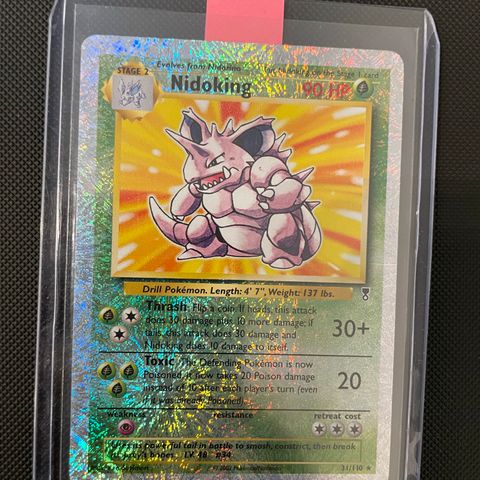 STAGE 2
Evolves from Nidorino
Put Nidoking on the Stage 1 card
Nidoking
90 HP
Drill Pokémon. Length: 4' 7", Weight: 137 lbs.
Thrash Flip a coin. If heads, this attack
does 30 damage plus 10 more damage; if
tails, this attack does 30 damage and
Nidoking does 10 damage to itself.
30+
Toxic The Defending Pokémon is now
Poisoned. It now takes 20 Poison damage
instead of 10 after each player's turn (even
if it was already Poisoned).
20
weakness
resistance
retreat cost
Uses its powerful tail in battle to smash, constrict, then break
its prey's bones. LV. 48 #34
© 2002 Pokémon/Nintendo
31/110